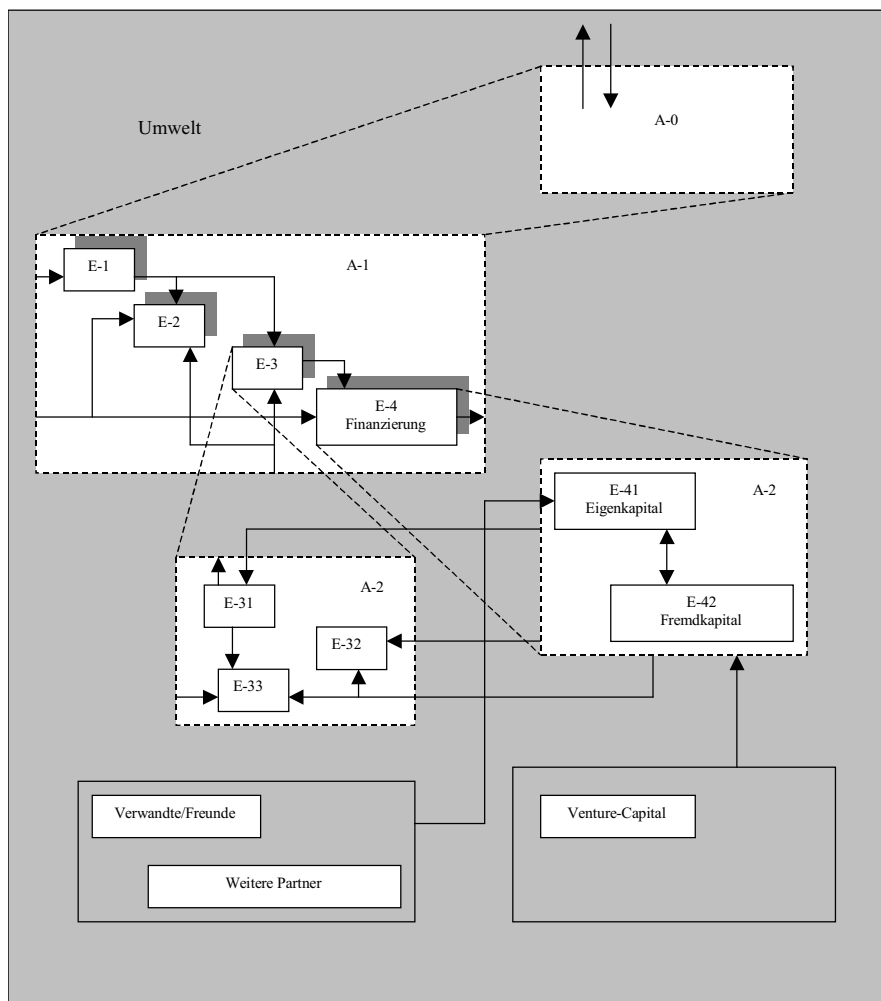 A-0
Umwelt
E-1
A-1
E-2
E-3
E-4
Finanzierung
E-41
Eigenkapital
A-2
E-42
Fremdkapital
A-2
E-31
E-32
E-33
Verwandte/Freunde
Weitere Partner
Venture-Capital